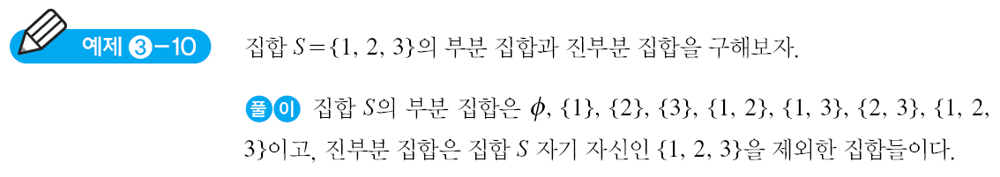 예제 3-10 집합 S={1, 2, 3}의 부분 집합과 진부분 집합을 구해보자.
풀이 집합 S의 부분 집합은 ϕ, {1}, {2}, {3}, {1, 2}, {1, 3}, {2, 3}, {1, 2,
3}이고, 진부분 집합은 집합 S 자기 자신인 {1, 2, 3}을 제외한 집합들이다.